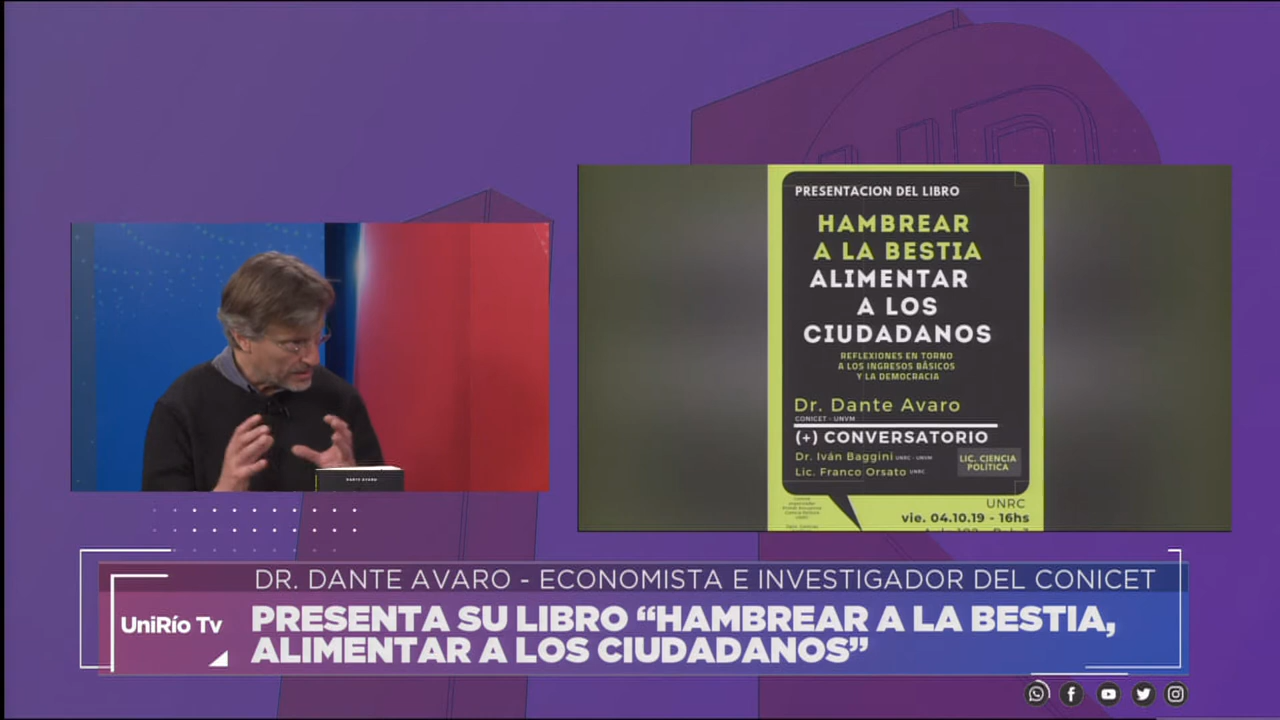 DANTE AVARO
PRESENTACION DEL LIBRO
HAMBREAR
A LA BESTIA
ALIMENTAR
A LOS
CIUDADANOS
REFLEXIONES EN TORNO
A LOS INGRESOS BÁSICOS
Y LA DEMOCRACIA
Dr. Dante Avaro
CONICET - UNVM
(+) CONVERSATORIO
Dr. Iván Baggini UNRC - UNVM
Lic. Franco Orsato UNRC
LIC. CIENCIA
POLÍTICA
UNRC
vie. 04.10.19 - 16hs
DR. DANTE AVARO - ECONOMISTA E INVESTIGADOR DEL CONICET
UniRío Tv
PRESENTA SU LIBRO “HAMBREAR A LA BESTIA,
ALIMENTAR A LOS CIUDADANOS”